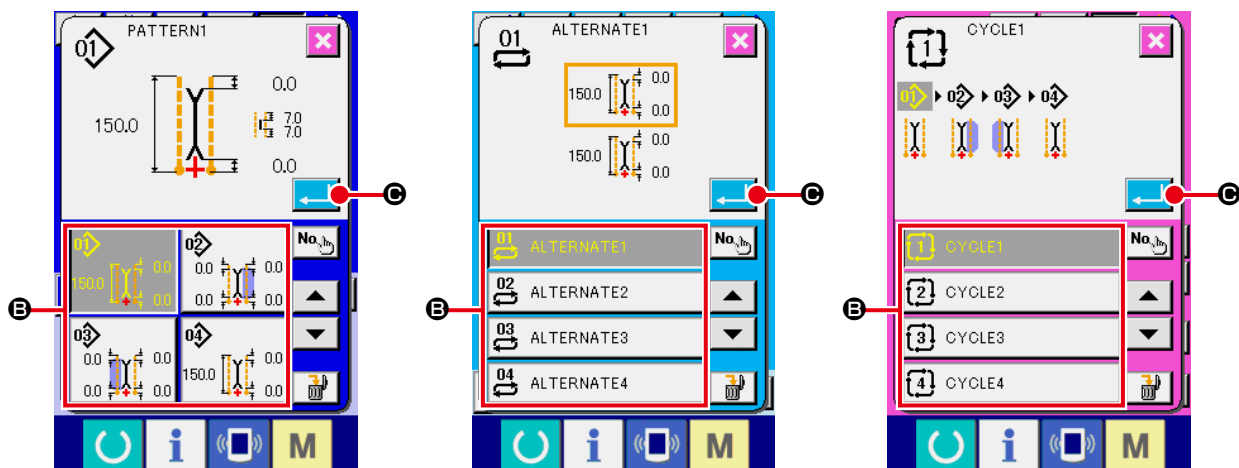 01 PATTERN1
0.0
150.0
7.0
7.0
0.0
C
No.
01
150.0 0.0
0.0
02
0.0 0.0
0.0 0.0
B
03
0.0 0.0
0.0 0.0
04
150.0 0.0
0.0
i M
01 ALTERNATE1
150.0 0.0
0.0
150.0 0.0
0.0
C
No.
01 ALTERNATE1
02 ALTERNATE2
B
03 ALTERNATE3
04 ALTERNATE4
i M
1 CYCLE1
01 02 03 04
C
No.
1 CYCLE1
2 CYCLE2
B
3 CYCLE3
4 CYCLE4
i M